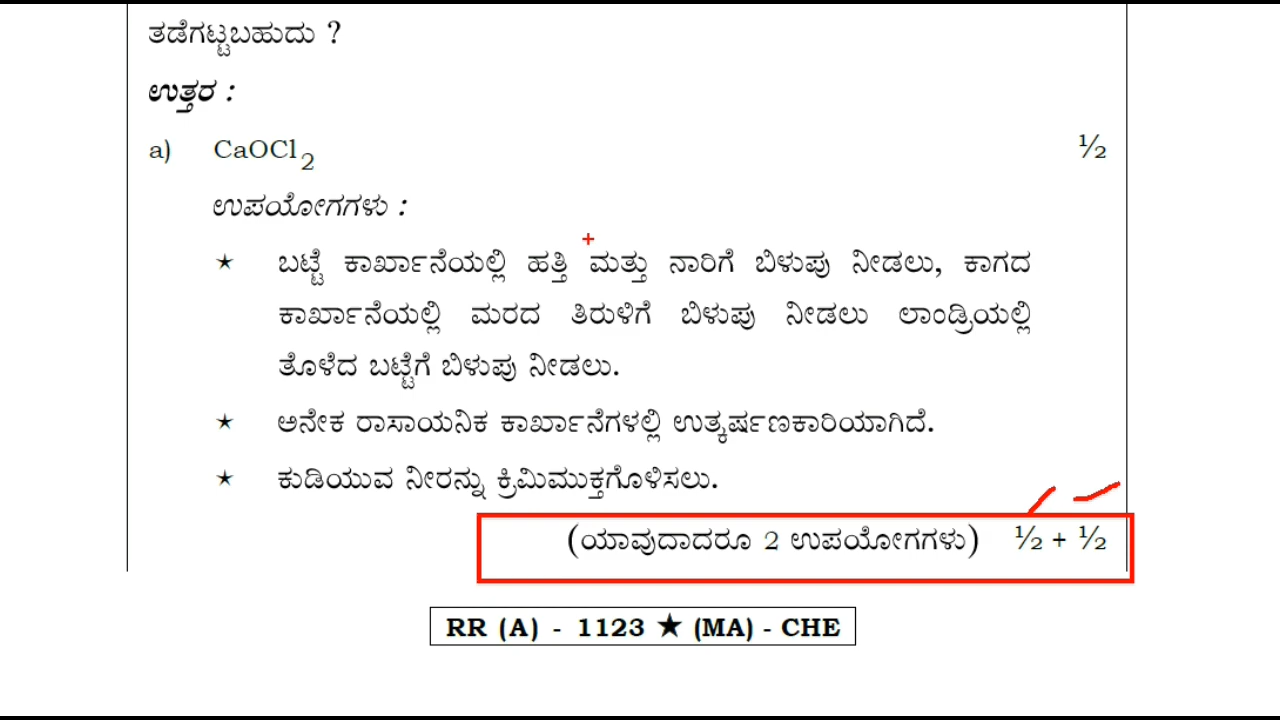 ತಡೆಗಟ್ಟಬಹುದು ?
ಉತ್ತರ :
a) CaOCl₂ ½
ಉಪಯೋಗಗಳು :
★ ಬಟ್ಟೆ ಕಾರ್ಖಾನೆಯಲ್ಲಿ ಹತ್ತಿ ಮತ್ತು ನಾರಿಗೆ ಬಿಳುಪು ನೀಡಲು, ಕಾಗದ
ಕಾರ್ಖಾನೆಯಲ್ಲಿ ಮರದ ತಿರುಳಿಗೆ ಬಿಳುಪು ನೀಡಲು ಲಾಂಡ್ರಿಯಲ್ಲಿ
ತೊಳೆದ ಬಟ್ಟೆಗೆ ಬಿಳುಪು ನೀಡಲು.
★ ಅನೇಕ ರಾಸಾಯನಿಕ ಕಾರ್ಖಾನೆಗಳಲ್ಲಿ ಉತ್ಕರ್ಷಣಕಾರಿಯಾಗಿದೆ.
★ ಕುಡಿಯುವ ನೀರನ್ನು ಕ್ರಿಮಿಮುಕ್ತಗೊಳಿಸಲು.
(ಯಾವುದಾದರೂ 2 ಉಪಯೋಗಗಳು) ½ + ½
RR (A) - 1123 ★ (MA) - CHE